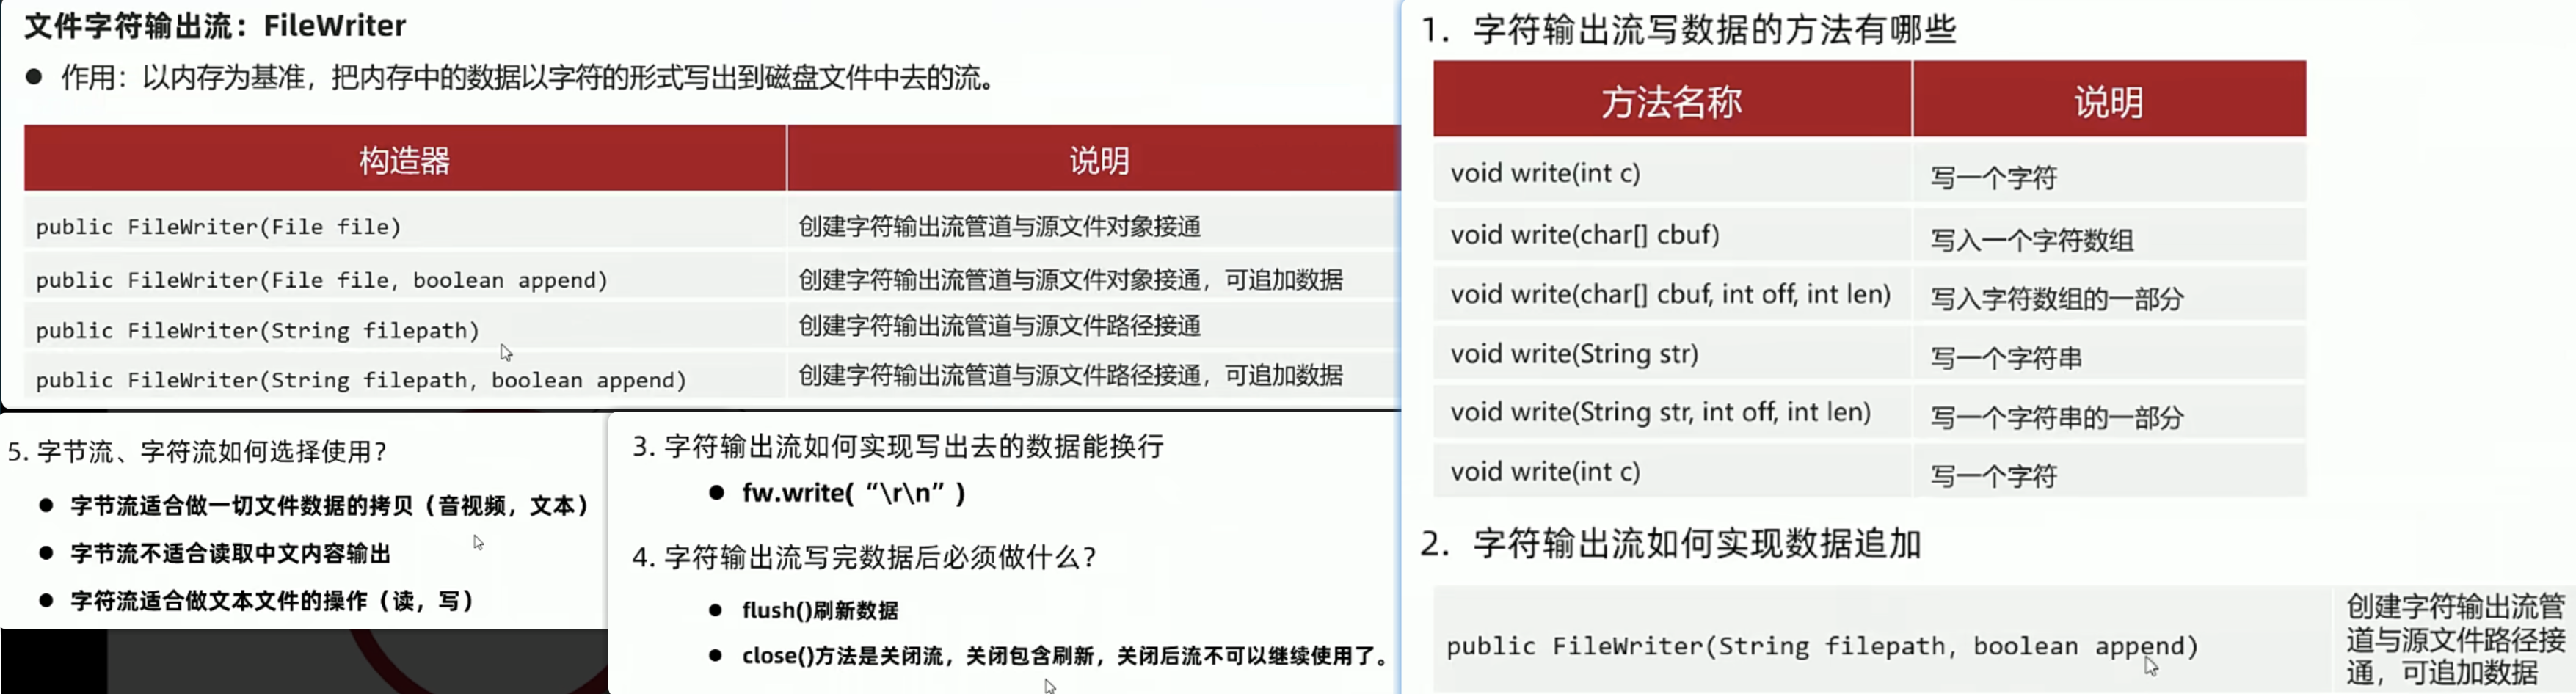 文件字符输出流：FileWriter
● 作用：以内存为基准，把内存中的数据以字符的形式写出到磁盘文件中去的流。
构造器 说明
public FileWriter(File file) 创建字符输出流管道与源文件对象接通
public FileWriter(File file, boolean append) 创建字符输出流管道与源文件对象接通，可追加数据
public FileWriter(String filepath) 创建字符输出流管道与源文件路径接通
public FileWriter(String filepath, boolean append) 创建字符输出流管道与源文件路径接通，可追加数据
1. 字符输出流写数据的方法有哪些
方法名称 说明
void write(int c) 写一个字符
void write(char[] cbuf) 写入一个字符数组
void write(char[] cbuf, int off, int len) 写入字符数组的一部分
void write(String str) 写一个字符串
void write(String str, int off, int len) 写一个字符串的一部分
void write(int c) 写一个字符
2. 字符输出流如何实现数据追加
public FileWriter(String filepath, boolean append)
创建字符输出流管
道与源文件路径接
通，可追加数据
3. 字符输出流如何实现写出去的数据能换行
● fw.write(“\r\n”)
4. 字符输出流写完数据后必须做什么？
● flush()刷新数据
● close()方法是关闭流，关闭包含刷新，关闭后流不可以继续使用了。
5. 字节流、字符流如何选择使用？
● 字节流适合做一切文件数据的拷贝（音视频，文本）
● 字节流不适合读取中文内容输出
● 字符流适合做文本文件的操作（读，写）